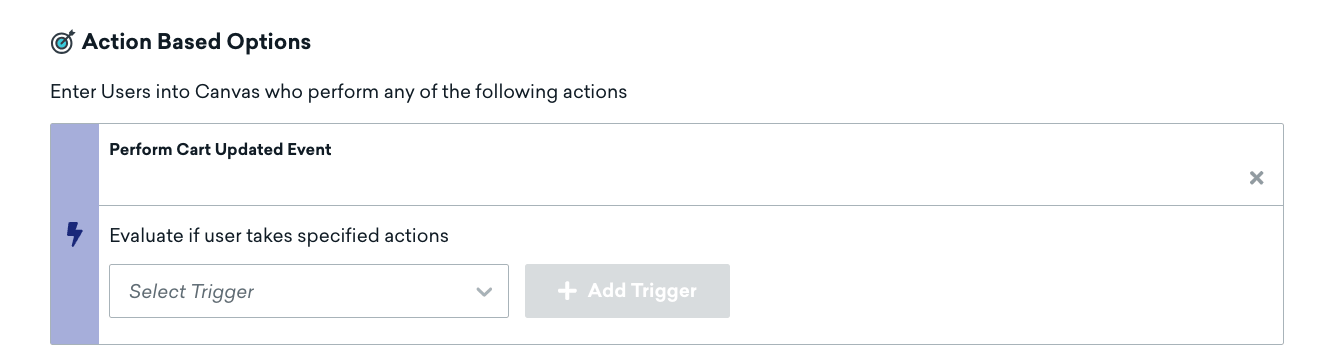 Action Based Options
Enter Users into Canvas who perform any of the following actions
Perform Cart Updated Event
Evaluate if user takes specified actions
Select Trigger
Add Trigger